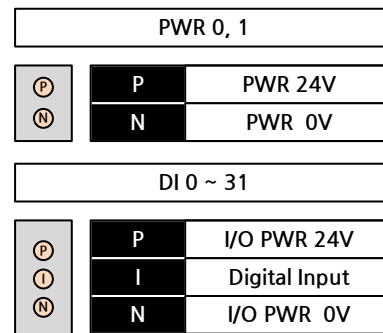 PWR 0, 1
P P PWR 24V
N N PWR 0V
DI 0 ~ 31
P P I/O PWR 24V
I I Digital Input
N N I/O PWR 0V